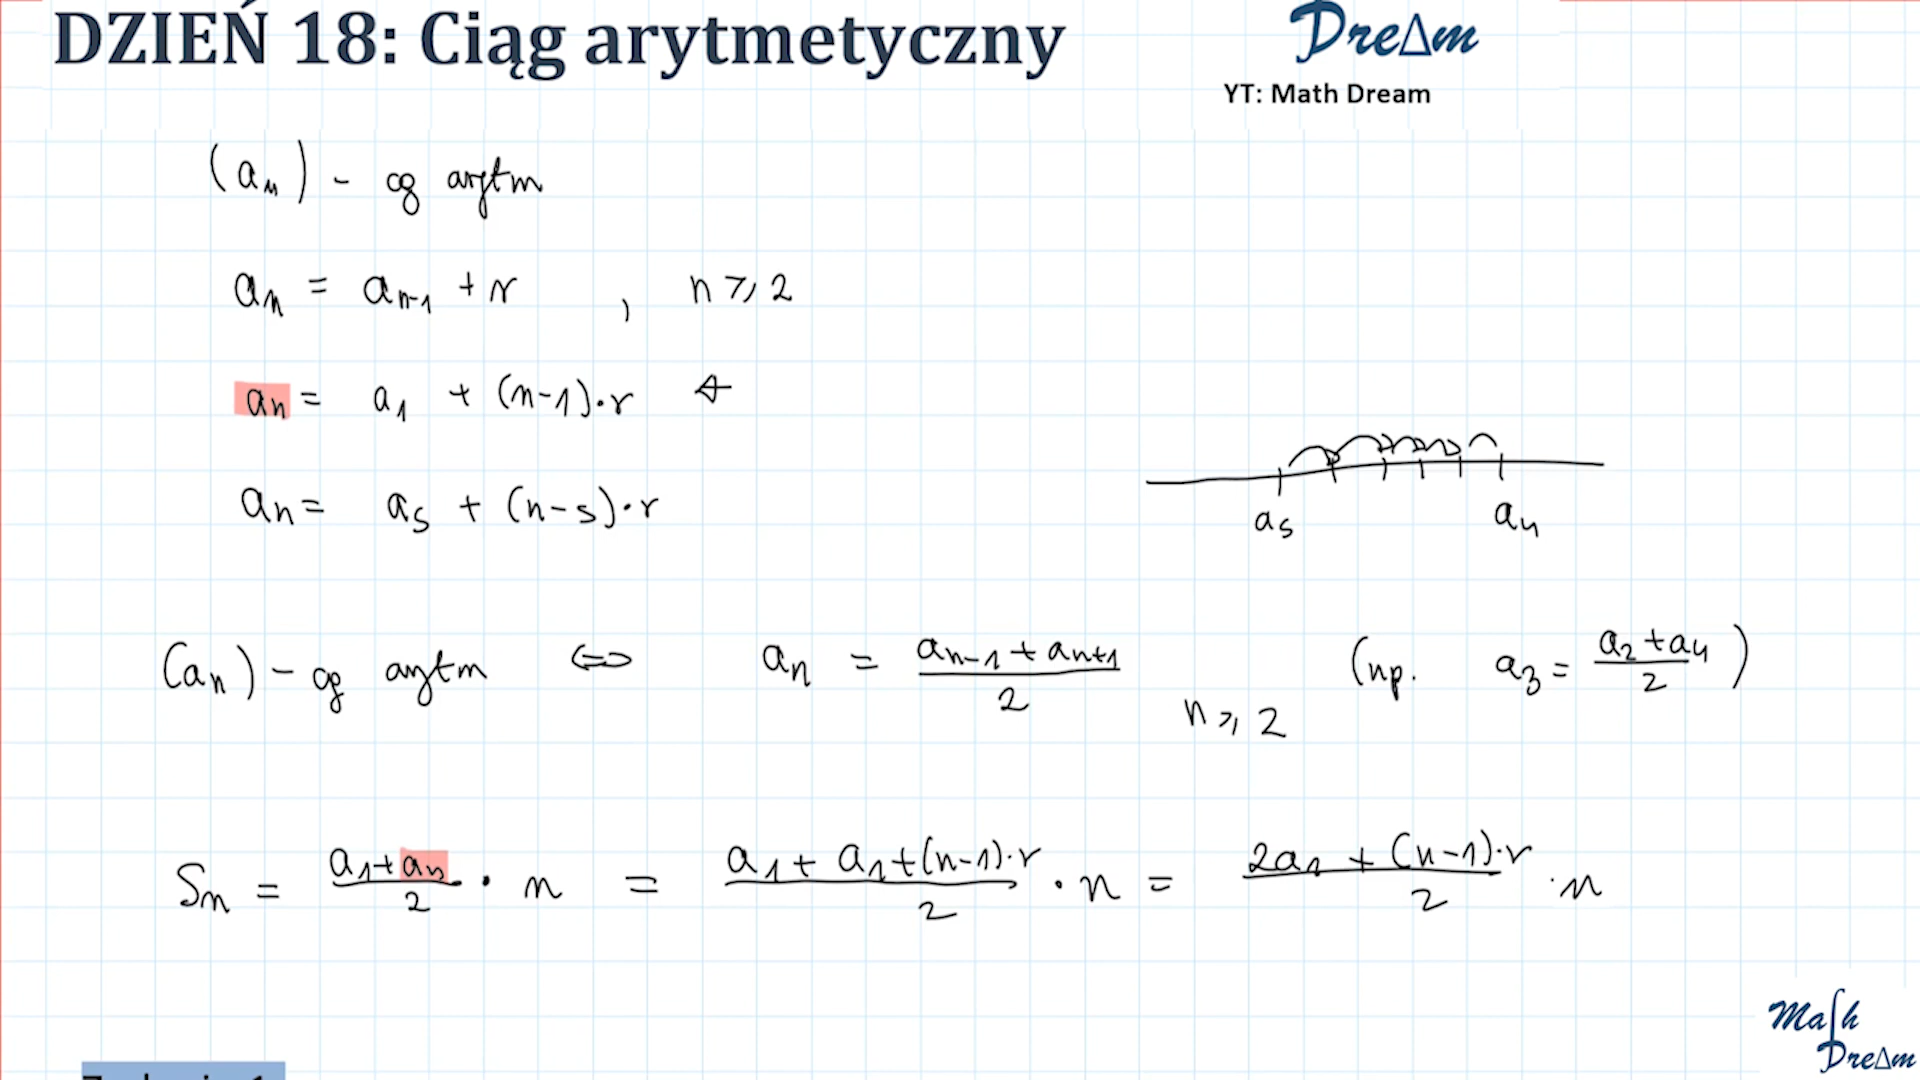 DZIEŃ 18: Ciąg arytmetyczny
Dre∆m
YT: Math Dream
(aₙ) - cg arytm
aₙ = aₙ₋₁ + r , n ⩾ 2
aₙ = a₁ + (n-1)·r
aₙ = aₛ + (n-s)·r
aₛ aₙ
(aₙ) - cg arytm ⇔ aₙ = (aₙ₋₁ + aₙ₊₁)/2 n ⩾ 2 (np. a₃ = (a₂ + a₄)/2)
Sₙ = (a₁ + aₙ)/2 · n = (a₁ + a₁ + (n-1)·r)/2 · n = (2a₁ + (n-1)·r)/2 · n
Math
Dre∆m